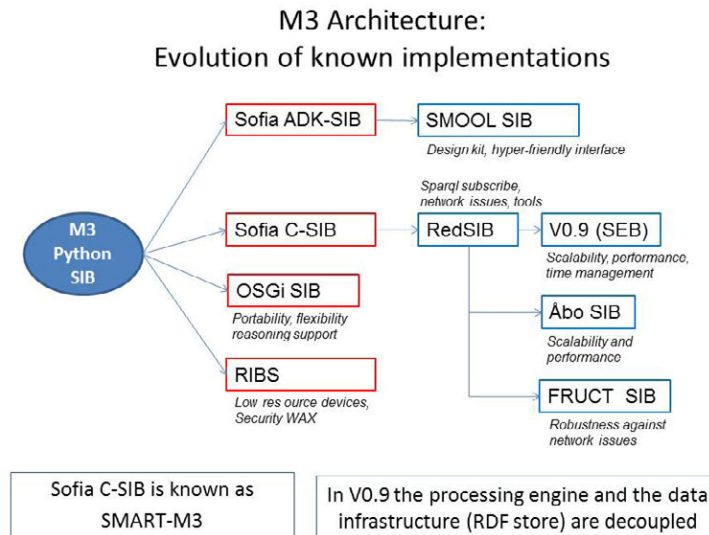 M3 Architecture:
Evolution of known implementations
Sofia ADK-SIB
SMOOL SIB
Design kit, hyper-friendly interface
Sparql subscribe,
network issues, tools
M3
Python
SIB
Sofia C-SIB
RedSIB
V0.9 (SEB)
Scalability, performance,
time management
OSGi SIB
Portability, flexibility
reasoning support
Åbo SIB
Scalability and
performance
RIBS
Low res ource devices,
Security WAX
FRUCT SIB
Robustness against
network issues
Sofia C-SIB is known as
SMART-M3
In V0.9 the processing engine and the data
infrastructure (RDF store) are decoupled